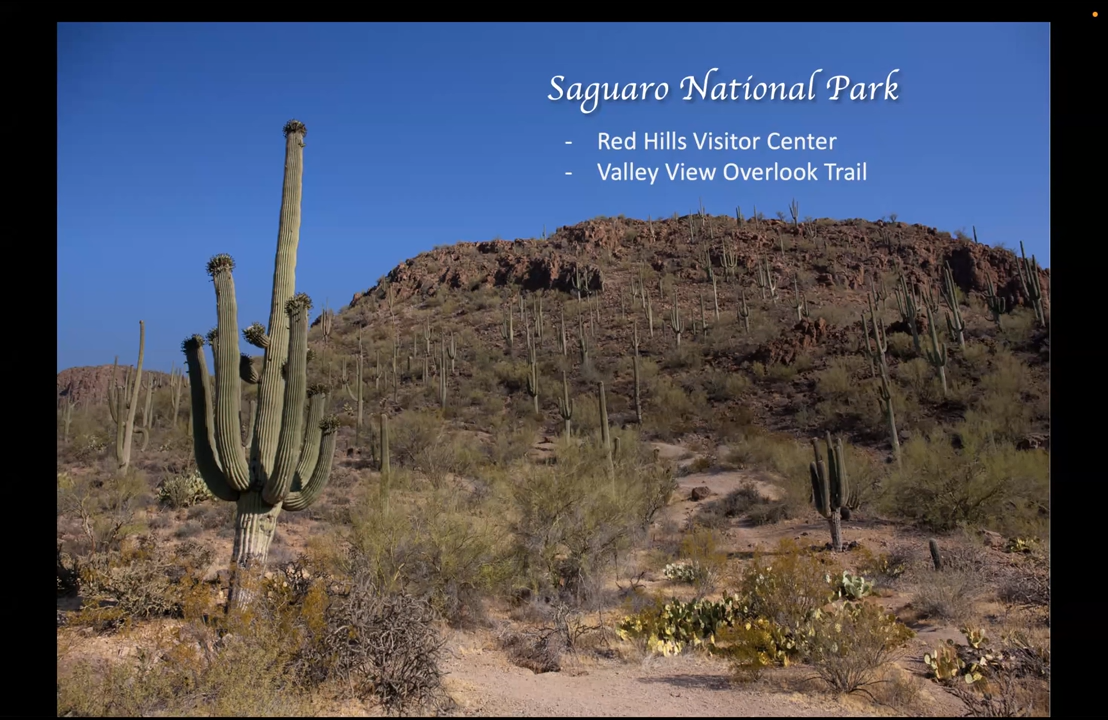 Saguaro National Park
- Red Hills Visitor Center
- Valley View Overlook Trail